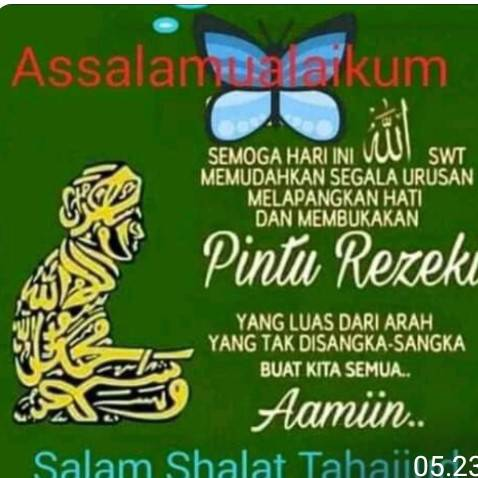 Assalamualaikum
SEMOGA HARI INI الله SWT
MEMUDAHKAN SEGALA URUSAN
MELAPANGKAN HATI
DAN MEMBUKAKAN
Pintu Rezeki
YANG LUAS DARI ARAH
YANG TAK DISANGKA-SANGKA
BUAT KITA SEMUA..
Aamiin..
Salam Shalat
05.23